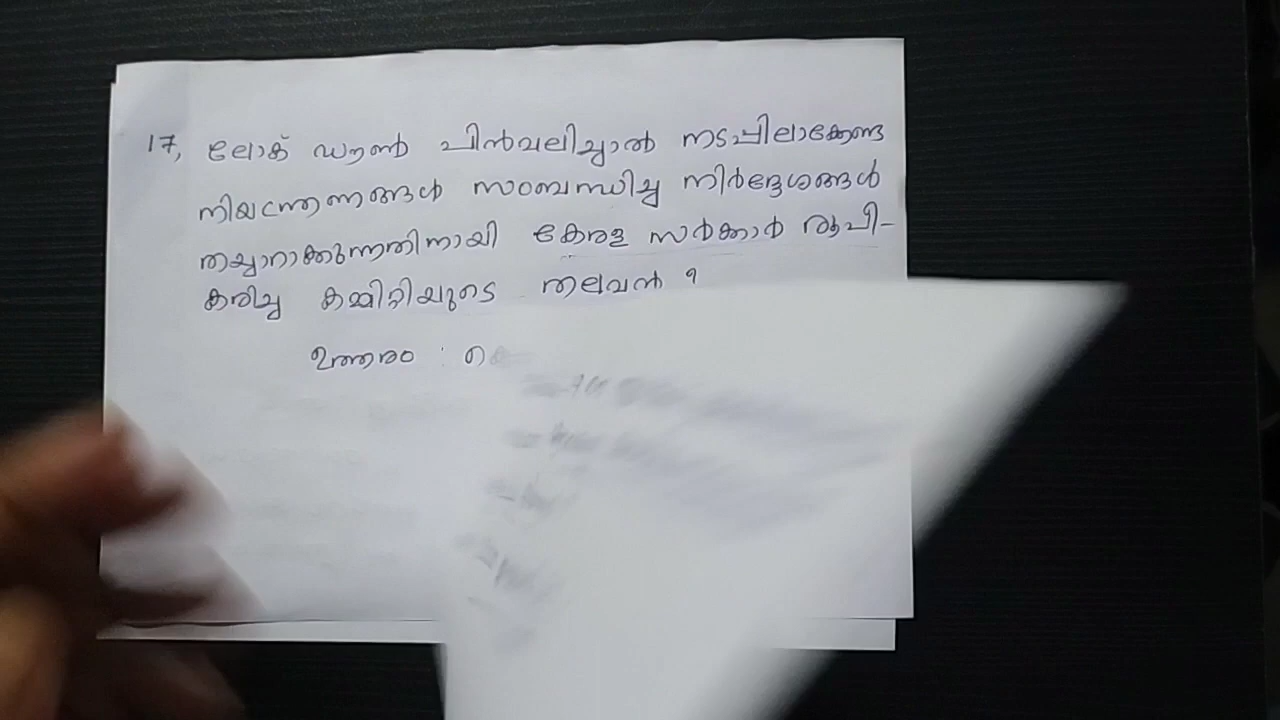 17, ലോക് ഡൗൺ പിൻവലിച്ചാൽ നടപ്പിലാക്കേണ്ട
നിയന്ത്രണങ്ങൾ സംബന്ധിച്ച നിർദ്ദേശങ്ങൾ
തയ്യാറാക്കുന്നതിനായി കേരള സർക്കാർ രൂപീ-
കരിച്ച കമ്മിറ്റിയുടെ തലവൻ ?
ഉത്തരം :